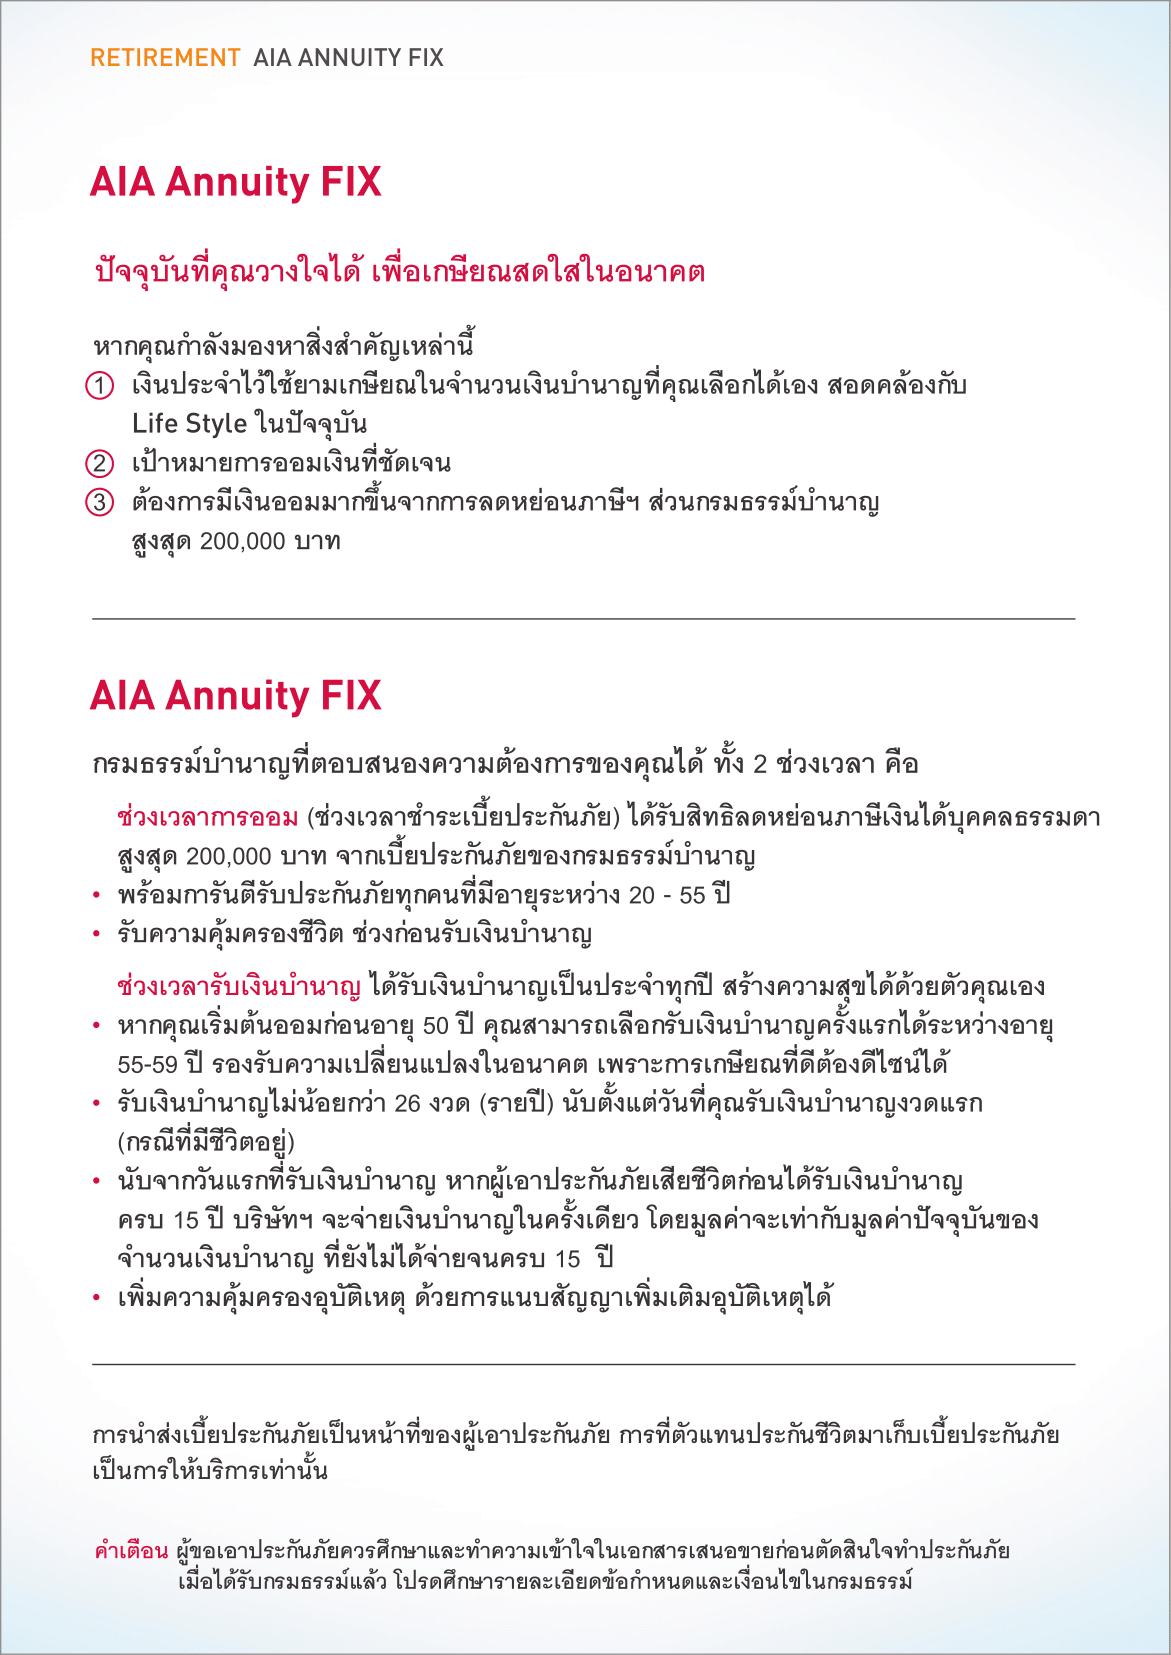 RETIREMENT AIA ANNUITY FIX
AIA Annuity FIX
ปัจจุบันที่คุณวางใจได้ เพื่อเกษียณสดใสในอนาคต
หากคุณกำลังมองหาสิ่งสำคัญเหล่านี้
1 เงินประจำไว้ใช้ยามเกษียณในจำนวนเงินบำนาญที่คุณเลือกได้เอง สอดคล้องกับ
Life Style ในปัจจุบัน
2 เป้าหมายการออมเงินที่ชัดเจน
3 ต้องการมีเงินออมมากขึ้นจากการลดหย่อนภาษีฯ ส่วนกรมธรรม์บำนาญ
สูงสุด 200,000 บาท
AIA Annuity FIX
กรมธรรม์บำนาญที่ตอบสนองความต้องการของคุณได้ ทั้ง 2 ช่วงเวลา คือ
ช่วงเวลาการออม (ช่วงเวลาชำระเบี้ยประกันภัย) ได้รับสิทธิลดหย่อนภาษีเงินได้บุคคลธรรมดา
สูงสุด 200,000 บาท จากเบี้ยประกันภัยของกรมธรรม์บำนาญ
• พร้อมการันตีรับประกันภัยทุกคนที่มีอายุระหว่าง 20 - 55 ปี
• รับความคุ้มครองชีวิต ช่วงก่อนรับเงินบำนาญ
ช่วงเวลารับเงินบำนาญ ได้รับเงินบำนาญเป็นประจำทุกปี สร้างความสุขได้ด้วยตัวคุณเอง
• หากคุณเริ่มต้นออมก่อนอายุ 50 ปี คุณสามารถเลือกรับเงินบำนาญครั้งแรกได้ระหว่างอายุ
55-59 ปี รองรับความเปลี่ยนแปลงในอนาคต เพราะการเกษียณที่ดีต้องดีไซน์ได้
• รับเงินบำนาญไม่น้อยกว่า 26 งวด (รายปี) นับตั้งแต่วันที่คุณรับเงินบำนาญงวดแรก
(กรณีที่มีชีวิตอยู่)
• นับจากวันแรกที่รับเงินบำนาญ หากผู้เอาประกันภัยเสียชีวิตก่อนได้รับเงินบำนาญ
ครบ 15 ปี บริษัทฯ จะจ่ายเงินบำนาญในครั้งเดียว โดยมูลค่าจะเท่ากับมูลค่าปัจจุบันของ
จำนวนเงินบำนาญ ที่ยังไม่ได้จ่ายจนครบ 15 ปี
• เพิ่มความคุ้มครองอุบัติเหตุ ด้วยการแนบสัญญาเพิ่มเติมอุบัติเหตุได้
การนำส่งเบี้ยประกันภัยเป็นหน้าที่ของผู้เอาประกันภัย การที่ตัวแทนประกันชีวิตมาเก็บเบี้ยประกันภัย
เป็นการให้บริการเท่านั้น
คำเตือน ผู้ขอเอาประกันภัยควรศึกษาและทำความเข้าใจในเอกสารเสนอขายก่อนตัดสินใจทำประกันภัย
เมื่อได้รับกรมธรรม์แล้ว โปรดศึกษารายละเอียดข้อกำหนดและเงื่อนไขในกรมธรรม์